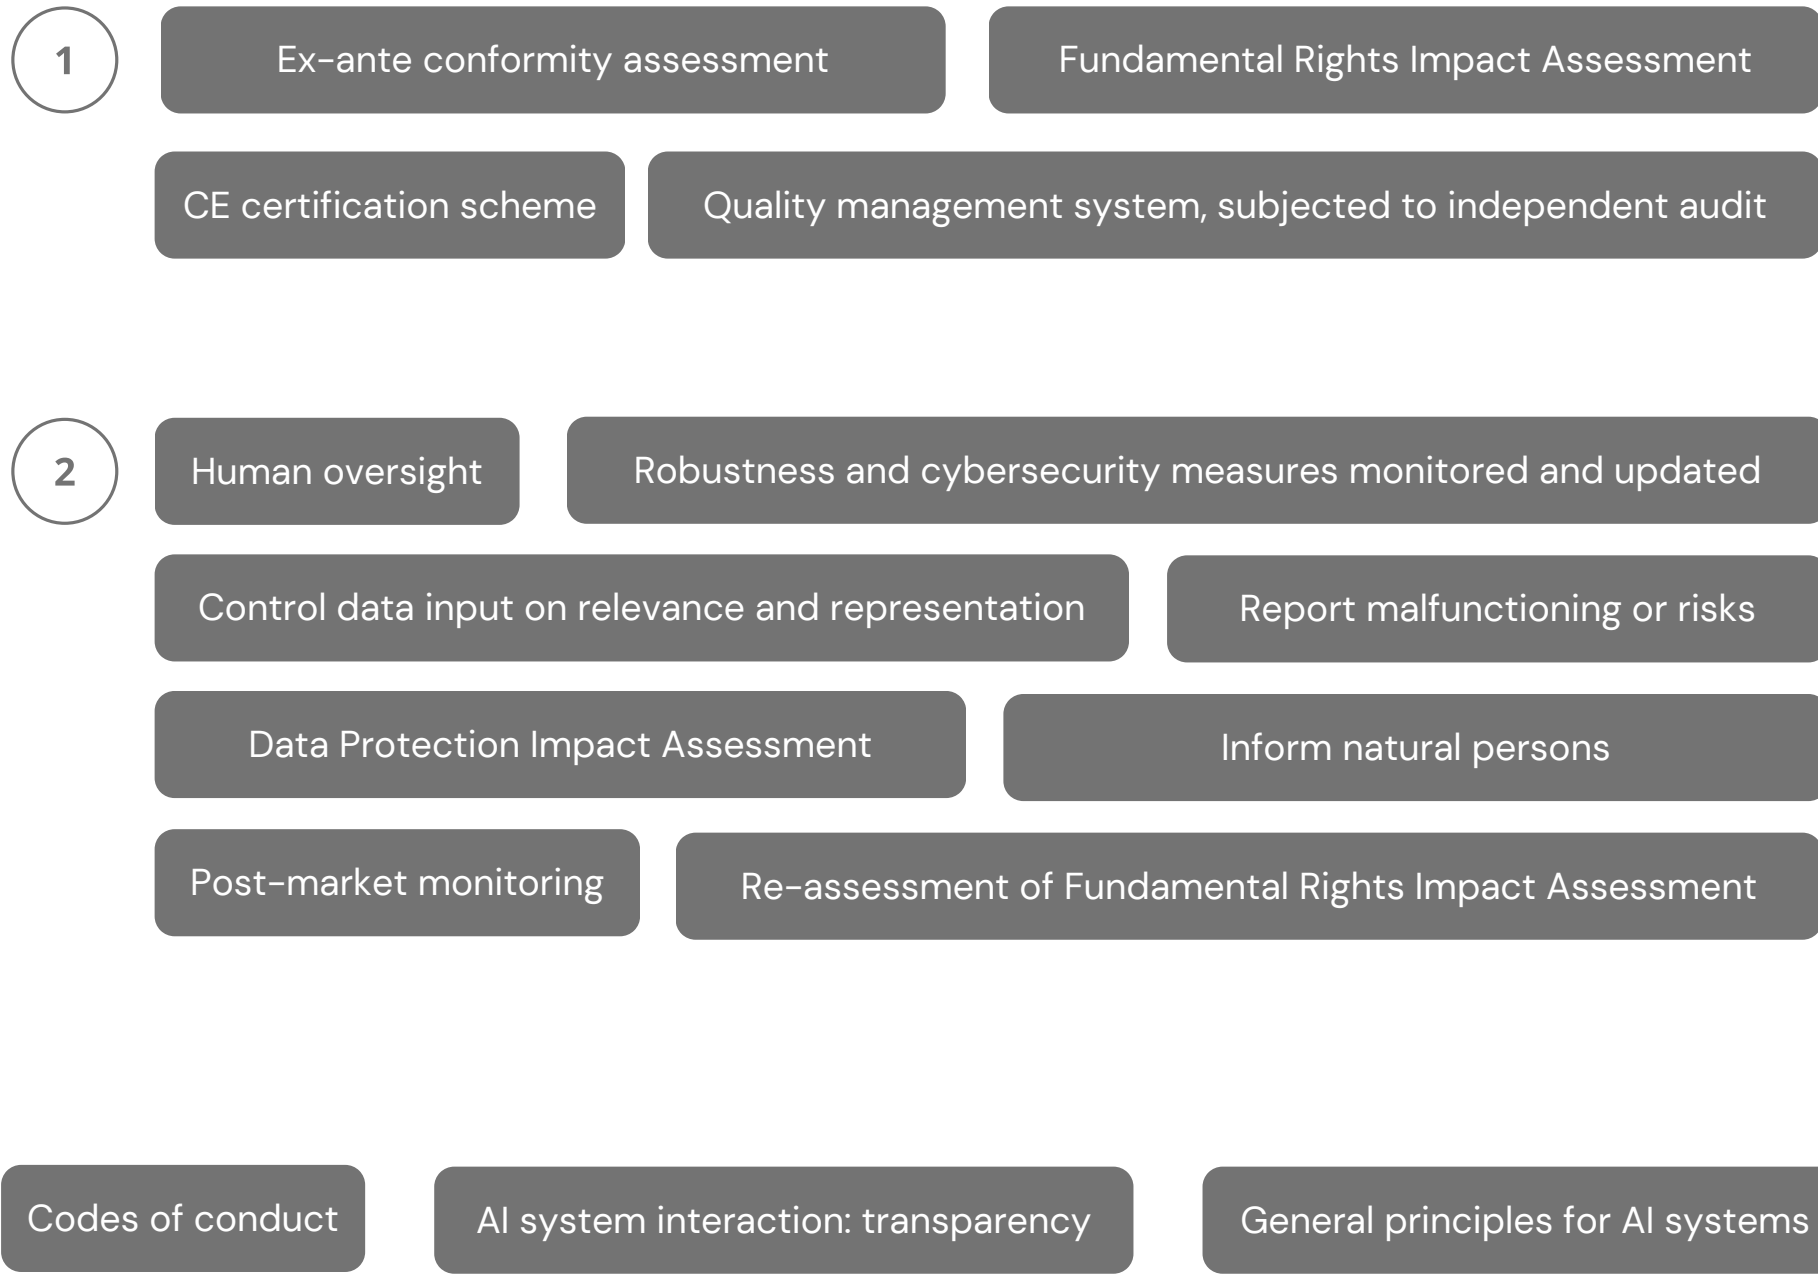 1
Ex-ante conformity assessment
Fundamental Rights Impact Assessment
CE certification scheme
Quality management system, subjected to independent audit
2
Human oversight
Robustness and cybersecurity measures monitored and updated
Control data input on relevance and representation
Report malfunctioning or risks
Data Protection Impact Assessment
Inform natural persons
Post-market monitoring
Re-assessment of Fundamental Rights Impact Assessment
Codes of conduct
AI system interaction: transparency
General principles for AI systems